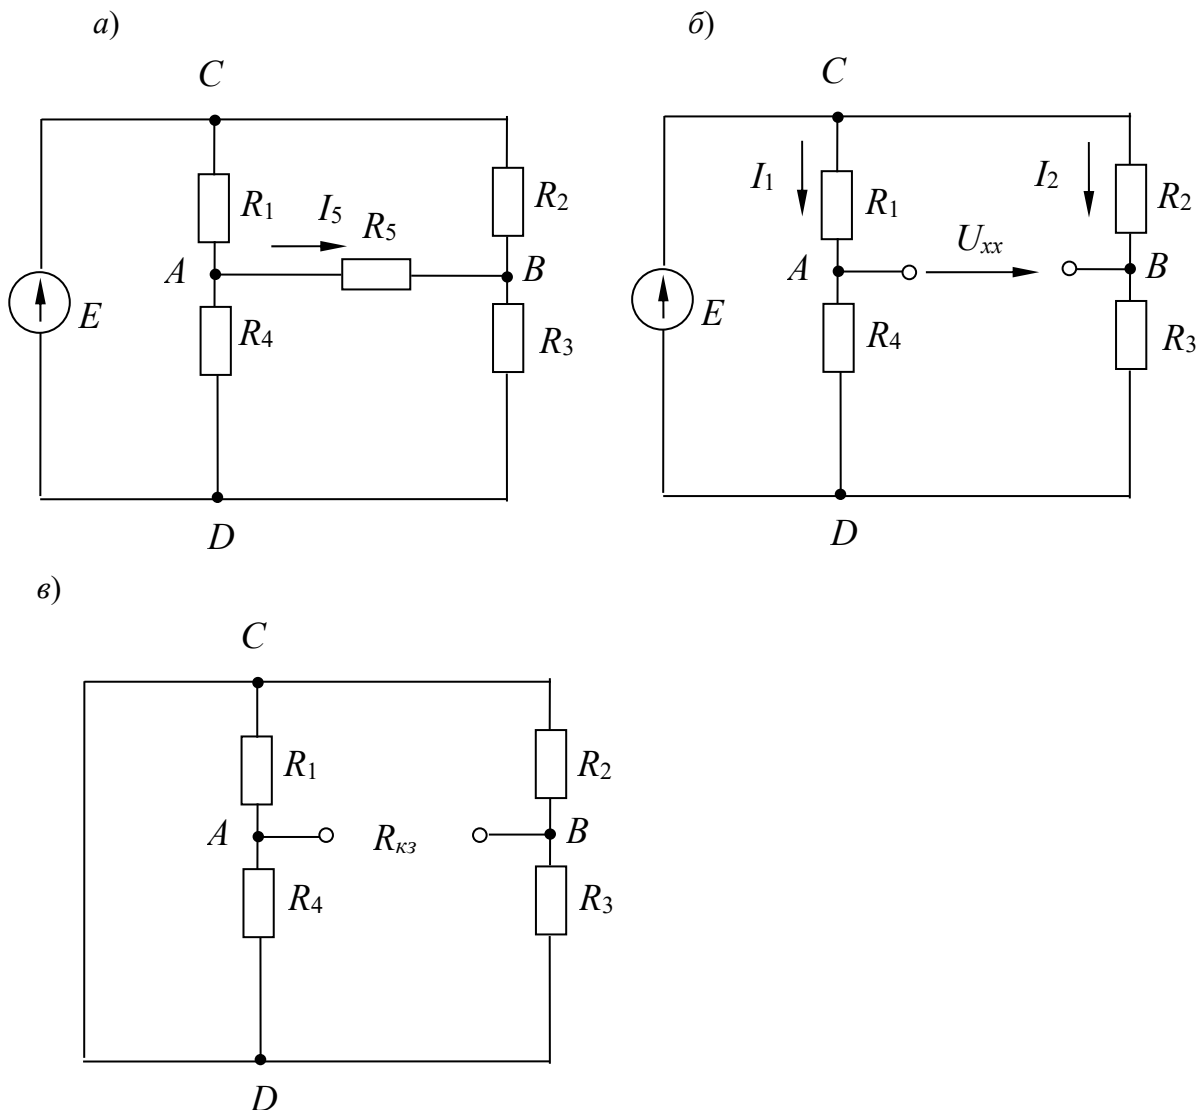 а) б)
C C
R1 I5 R5 R2 I1 R1 I2 R2
A B A Uxx B
E R4 R3 E R4 R3
D D
в)
C
R1 R2
A Rкз B
R4 R3
D